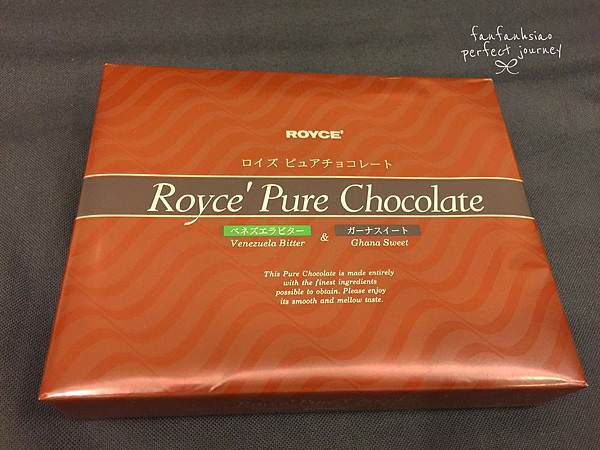 fanfanhsiao
perfect journey
ROYCE'
ロイズ ピュアチョコレート
Royce' Pure Chocolate
ベネズエラビター
Venezuela Bitter
&
ガーナスイート
Ghana Sweet
This Pure Chocolate is made entirely
with the finest ingredients
possible to obtain. Please enjoy
its smooth and mellow taste.